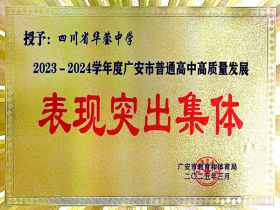 授予：四川省华蓥中学
2023-2024学年度广安市普通高中高质量发展
表现突出集体
广安市教育和体育局
二〇二五年三月